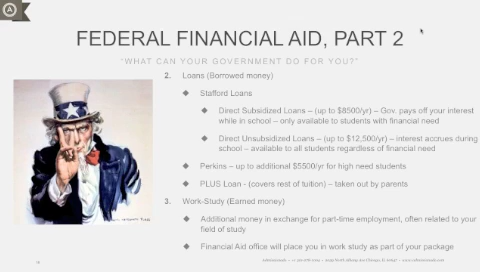 A
FEDERAL FINANCIAL AID, PART 2
"WHAT CAN YOUR GOVERNMENT DO FOR YOU?"
2. Loans (Borrowed money)
◆ Stafford Loans
◆ Direct Subsidized Loans – (up to $8500/yr) – Gov. pays off your interest
while in school – only available to students with financial need
◆ Direct Unsubsidized Loans – (up to $12,500/yr) – interest accrues during
school – available to all students regardless of financial need
◆ Perkins – up to additional $5500/yr for high need students
◆ PLUS Loan - (covers rest of tuition) – taken out by parents
3. Work-Study (Earned money)
◆ Additional money in exchange for part-time employment, often related to your
field of study
◆ Financial Aid office will place you in work study as part of your package